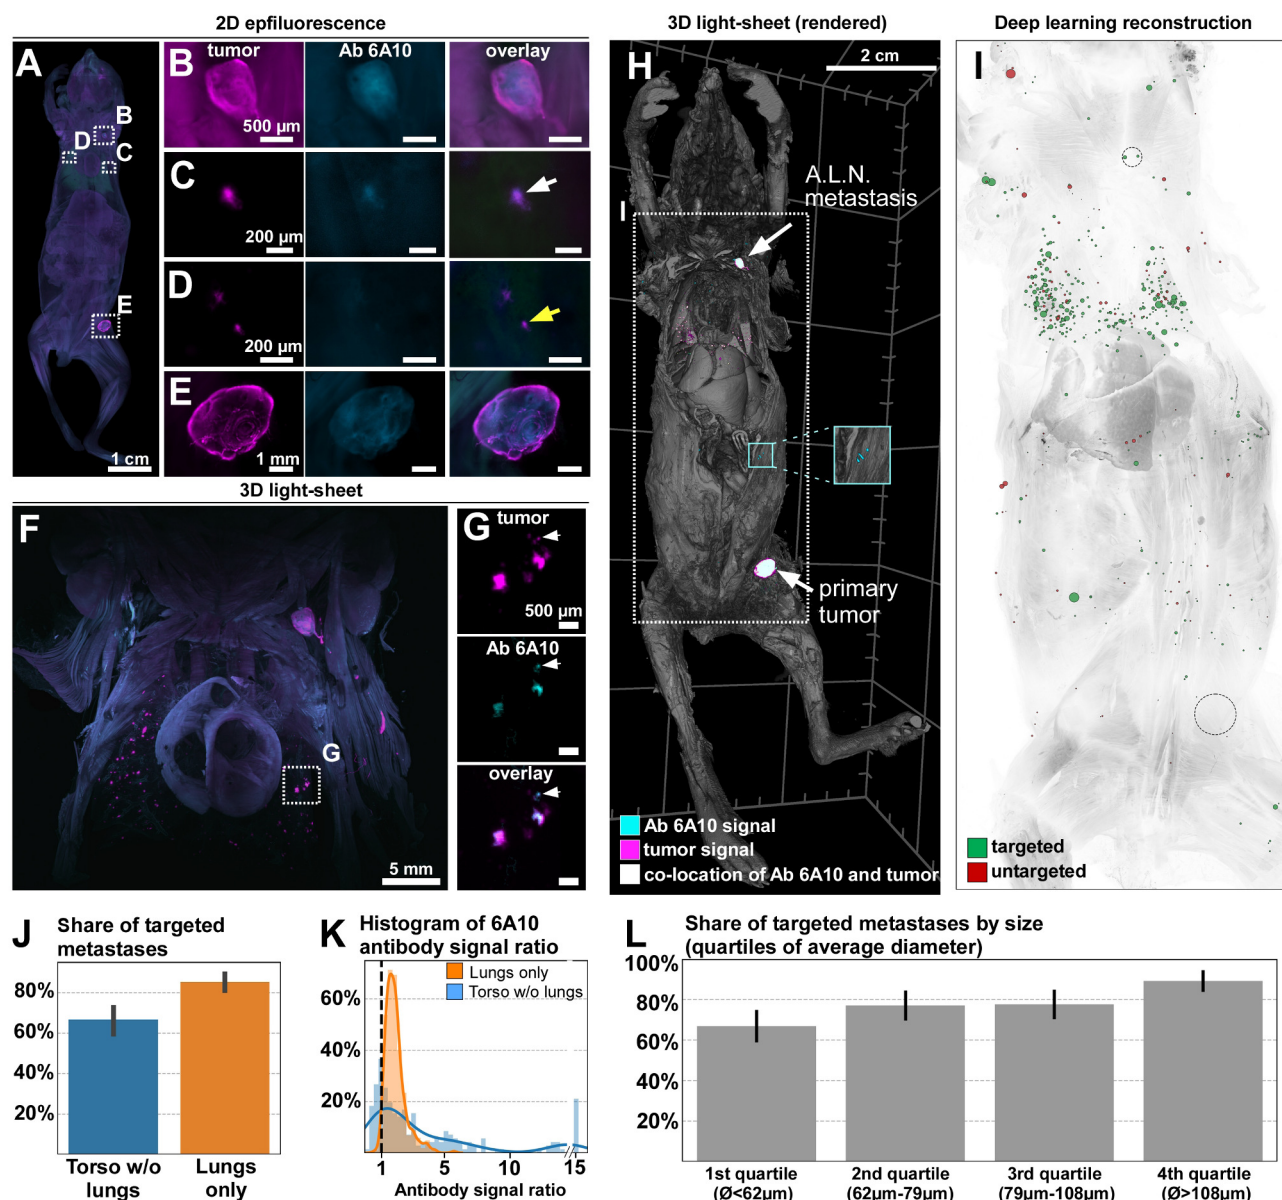 2D epifluorescence
3D light-sheet (rendered)
Deep learning reconstruction
A
B
D
C
E
1 cm
B
tumor
Ab 6A10
overlay
500 µm
C
200 µm
D
200 µm
E
1 mm
3D light-sheet
F
G
5 mm
G
tumor
500 µm
Ab 6A10
overlay
H
2 cm
A.L.N.
metastasis
I
primary
tumor
Ab 6A10 signal
tumor signal
co-location of Ab 6A10 and tumor
I
targeted
untargeted
J
Share of targeted
metastases
80%
60%
40%
20%
Torso w/o
lungs
Lungs
only
K
Histogram of 6A10
antibody signal ratio
Lungs only
Torso w/o lungs
60%
40%
20%
1
5
10
15
Antibody signal ratio
L
Share of targeted metastases by size
(quartiles of average diameter)
100%
80%
60%
40%
20%
1st quartile
(Ø<62µm)
2nd quartile
(62µm-79µm)
3rd quartile
(79µm-108µm)
4th quartile
(Ø>108µm)